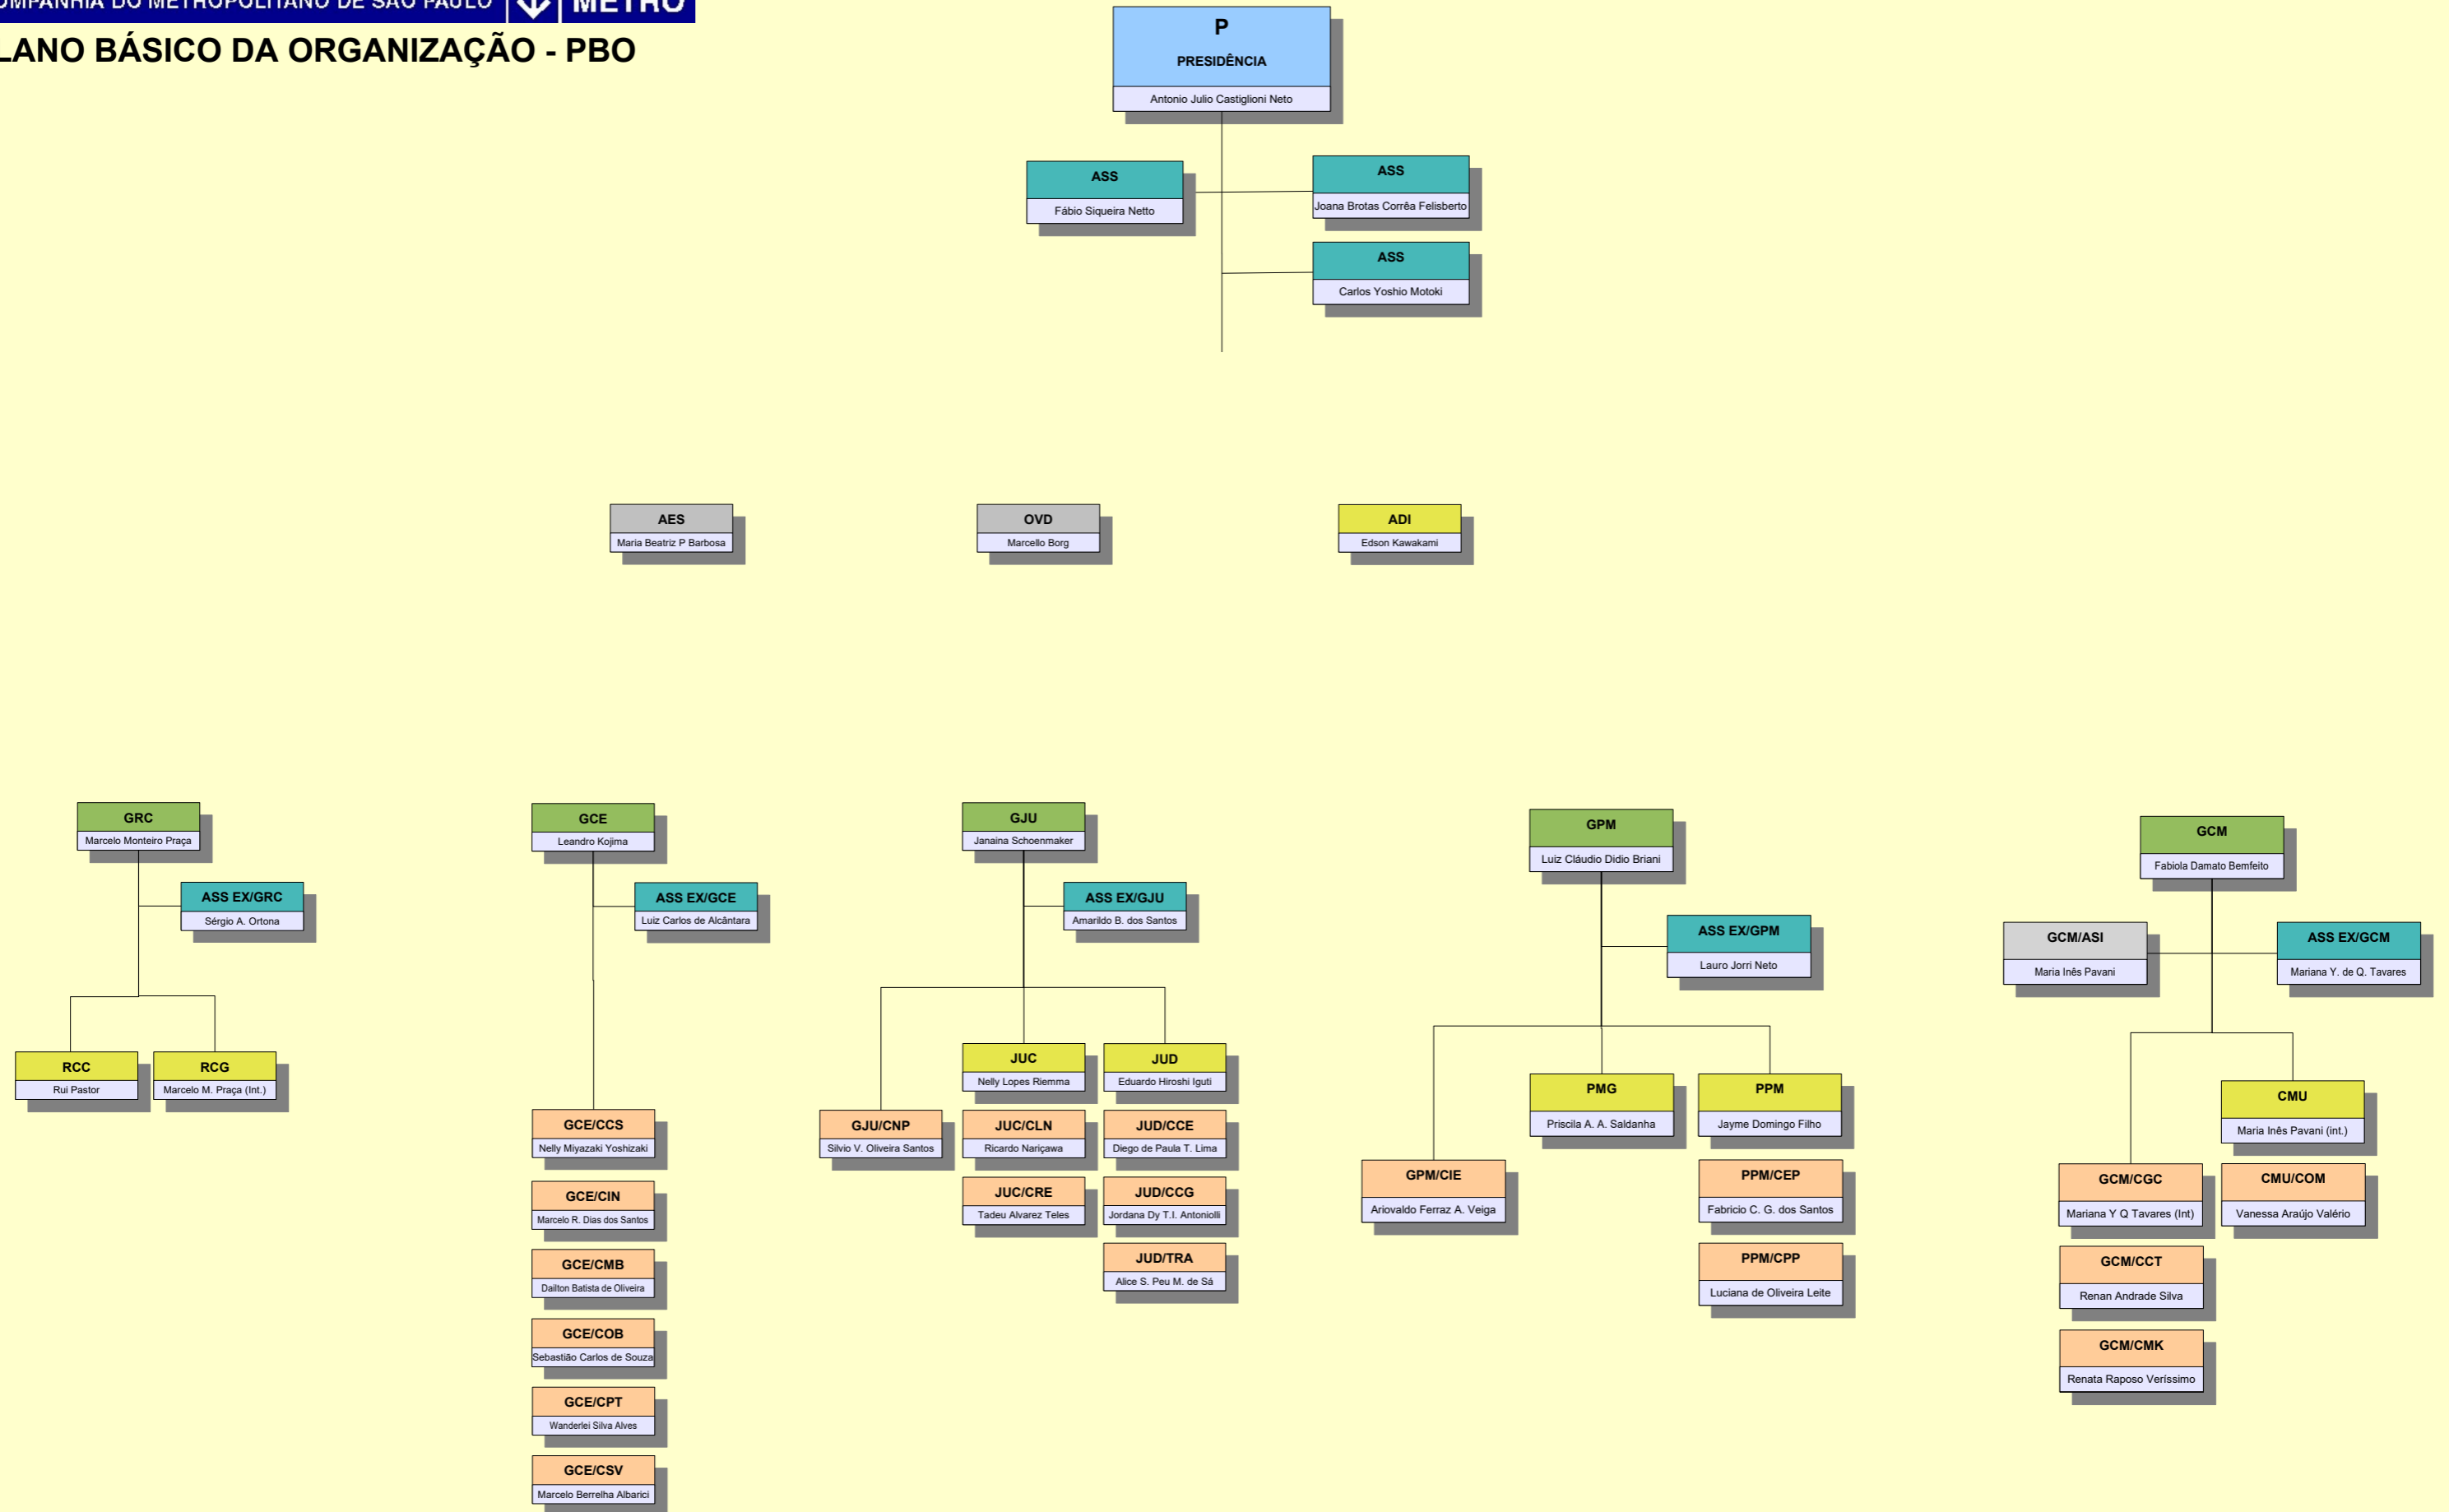 OMPANHIA DO METROPOLITANO DE SÃO PAULO METRÔ
LANO BÁSICO DA ORGANIZAÇÃO - PBO
P
PRESIDÊNCIA
Antonio Julio Castiglioni Neto
ASS
Fábio Siqueira Netto
ASS
Joana Brotas Corrêa Felisberto
ASS
Carlos Yoshio Motoki
AES
Maria Beatriz P Barbosa
OVD
Marcello Borg
ADI
Edson Kawakami
GRC
Marcelo Monteiro Praça
ASS EX/GRC
Sérgio A. Ortona
RCC
Rui Pastor
RCG
Marcelo M. Praça (Int.)
GCE
Leandro Kojima
ASS EX/GCE
Luiz Carlos de Alcântara
GCE/CCS
Nelly Miyazaki Yoshizaki
GCE/CIN
Marcelo R. Dias dos Santos
GCE/CMB
Dailton Batista de Oliveira
GCE/COB
Sebastião Carlos de Souza
GCE/CPT
Wanderlei Silva Alves
GCE/CSV
Marcelo Berrelha Albarici
GJU
Janaina Schoenmaker
ASS EX/GJU
Amarildo B. dos Santos
GJU/CNP
Silvio V. Oliveira Santos
JUC
Nelly Lopes Riemma
JUC/CLN
Ricardo Nariçawa
JUC/CRE
Tadeu Alvarez Teles
JUD
Eduardo Hiroshi Iguti
JUD/CCE
Diego de Paula T. Lima
JUD/CCG
Jordana Dy T.I. Antoniolli
JUD/TRA
Alice S. Peu M. de Sá
GPM
Luiz Cláudio Didio Briani
ASS EX/GPM
Lauro Jorri Neto
GPM/CIE
Ariovaldo Ferraz A. Veiga
PMG
Priscila A. A. Saldanha
PPM
Jayme Domingo Filho
PPM/CEP
Fabricio C. G. dos Santos
PPM/CPP
Luciana de Oliveira Leite
GCM
Fabiola Damato Bemfeito
GCM/ASI
Maria Inês Pavani
ASS EX/GCM
Mariana Y. de Q. Tavares
GCM/CGC
Mariana Y Q Tavares (Int)
GCM/CCT
Renan Andrade Silva
GCM/CMK
Renata Raposo Veríssimo
CMU
Maria Inês Pavani (int.)
CMU/COM
Vanessa Araújo Valério